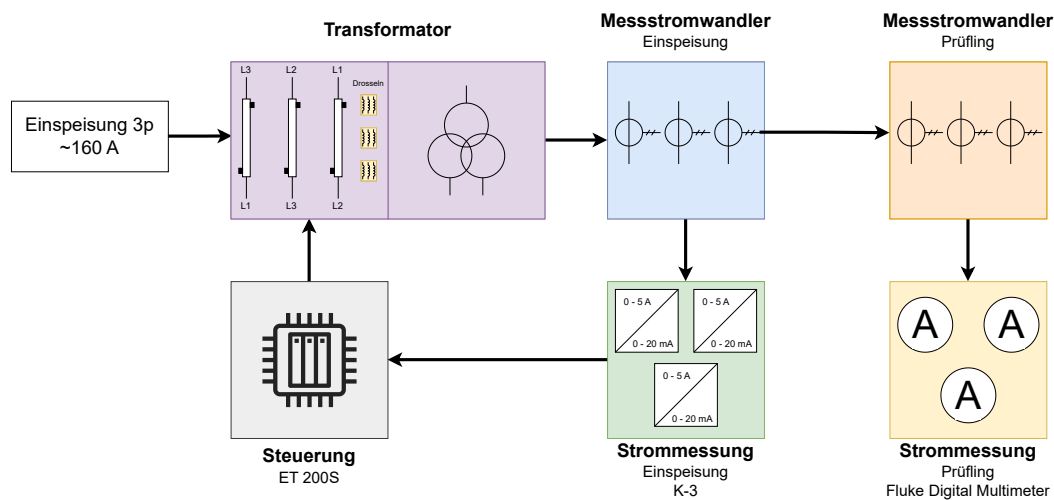 Transformator
Messstromwandler
Einspeisung
Messstromwandler
Prüfling
L3
L2
L1
Drosseln
Einspeisung 3p
~160 A
L1
L3
L2
0 - 5 A
0 - 20 mA
0 - 5 A
0 - 20 mA
0 - 5 A
0 - 20 mA
A
A
A
Steuerung
ET 200S
Strommessung
Einspeisung
K-3
Strommessung
Prüfling
Fluke Digital Multimeter